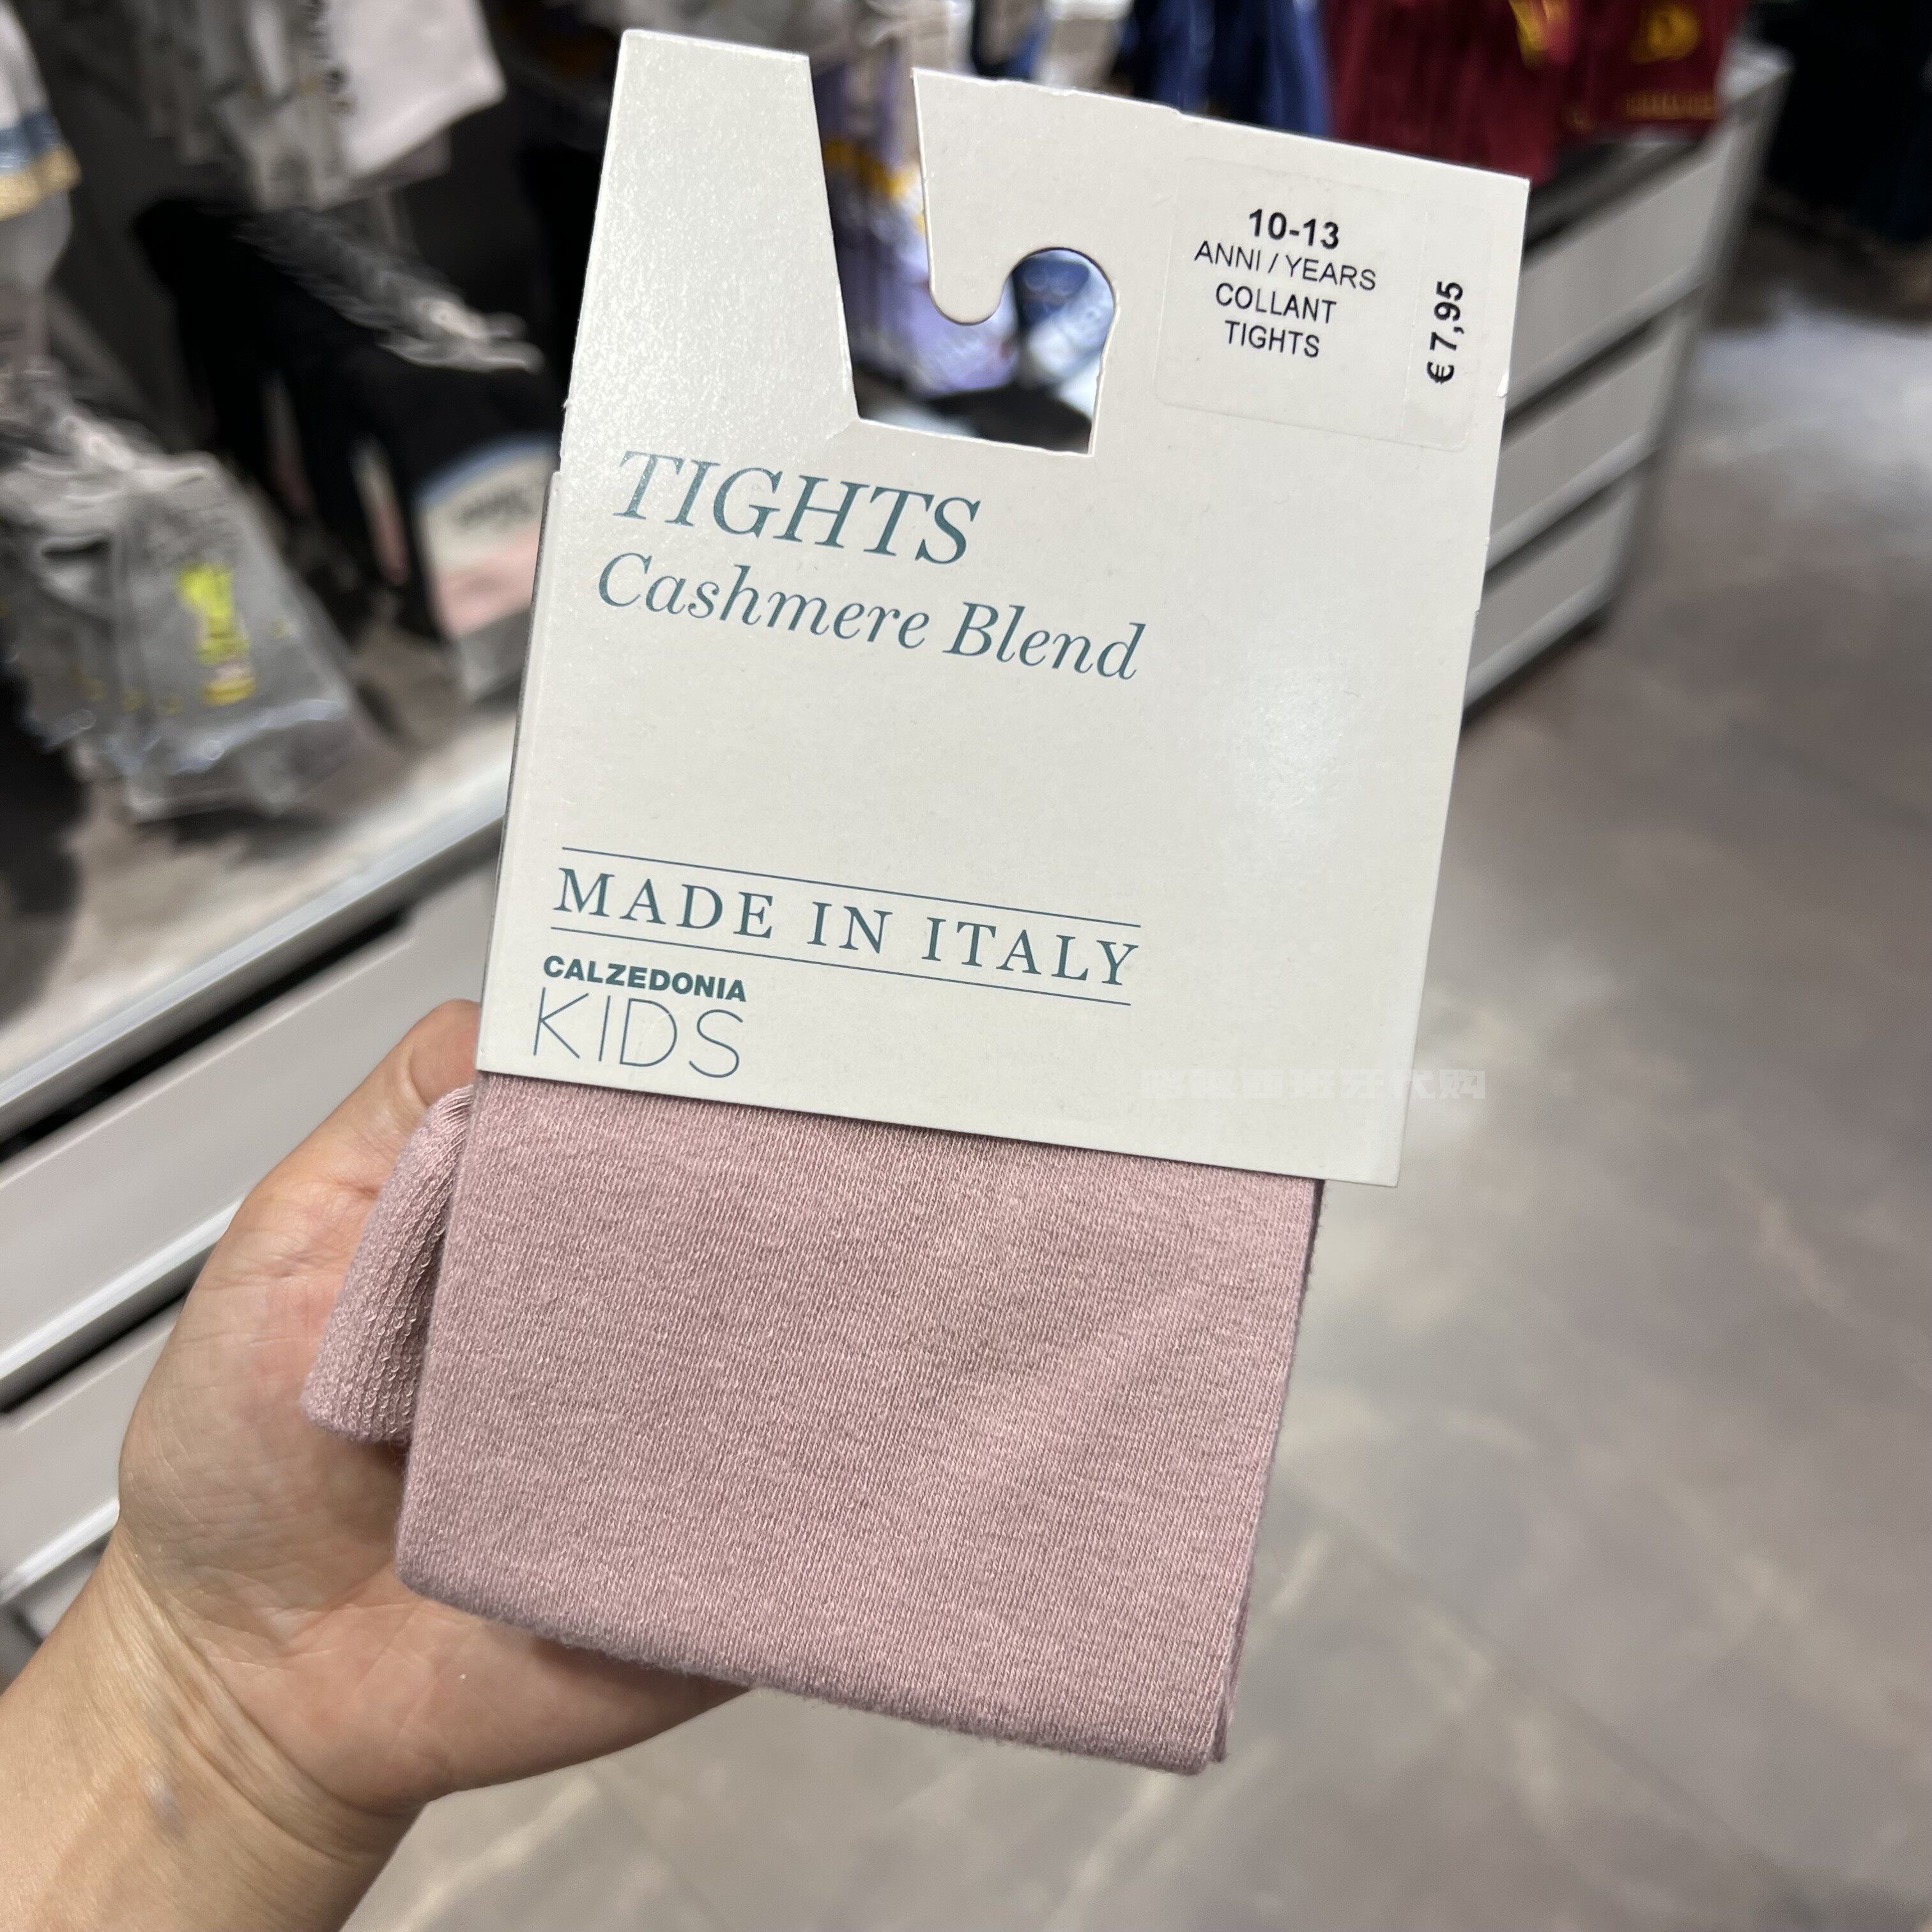 10-13
ANNI / YEARS
COLLANT
TIGHTS
€ 7,95
TIGHTS
Cashmere Blend
MADE IN ITALY
CALZEDONIA
KIDS